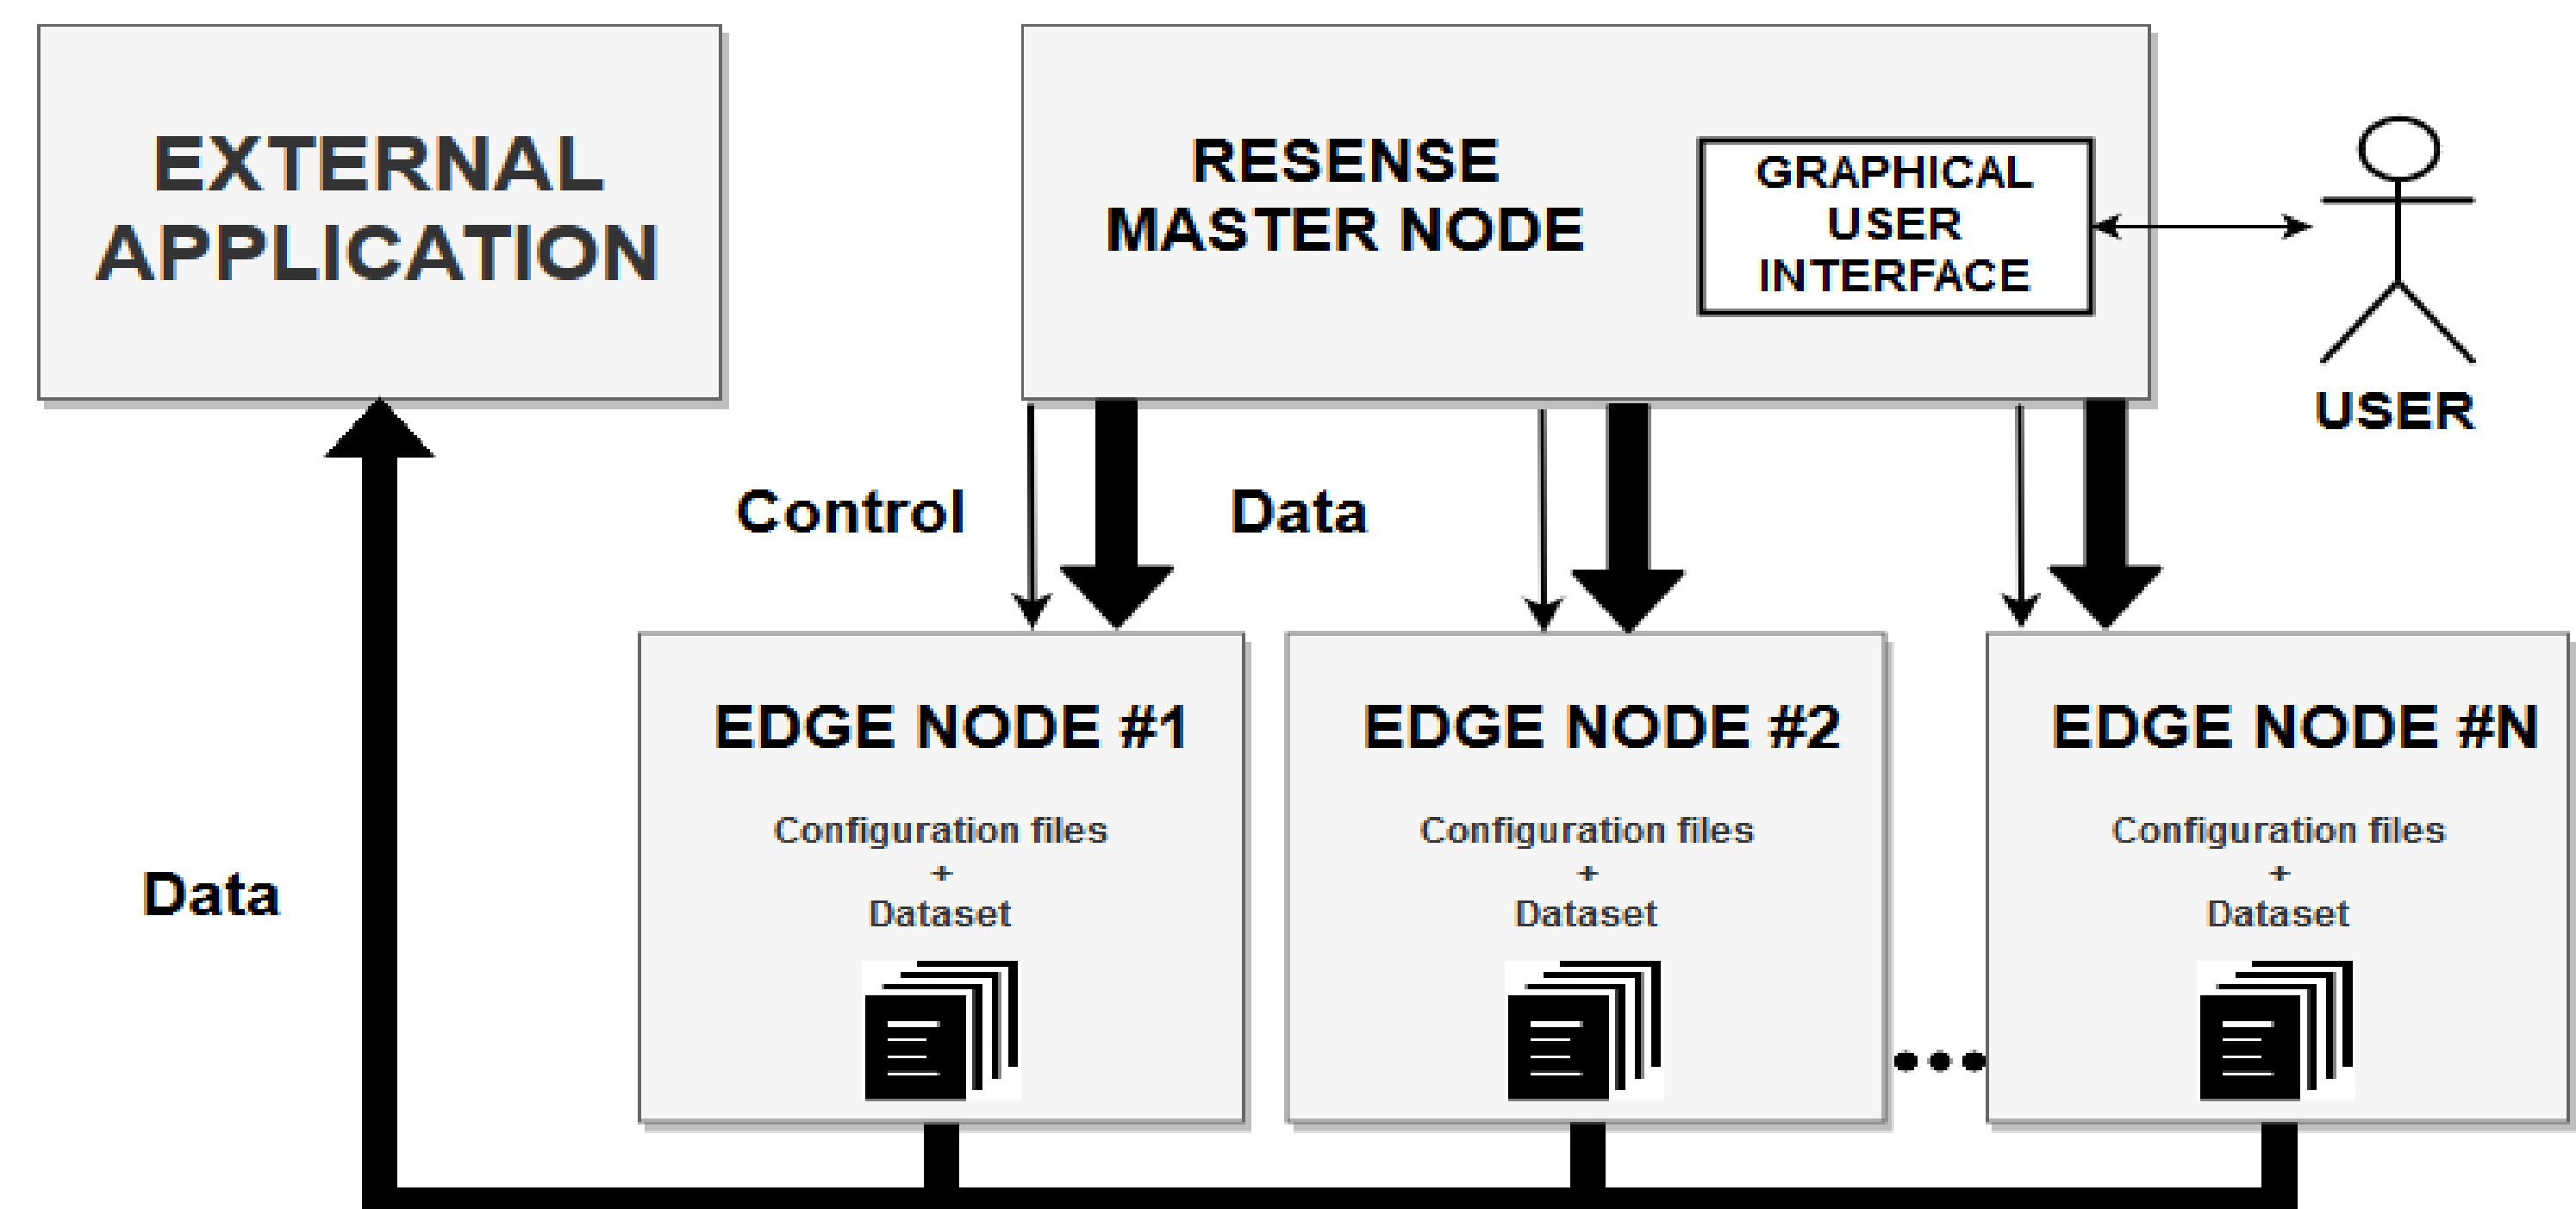 EXTERNAL
APPLICATION
RESENSE
MASTER NODE
GRAPHICAL
USER
INTERFACE
USER
Control
Data
EDGE NODE #1
Configuration files
+
Dataset
EDGE NODE #2
Configuration files
+
Dataset
EDGE NODE #N
Configuration files
+
Dataset
Data